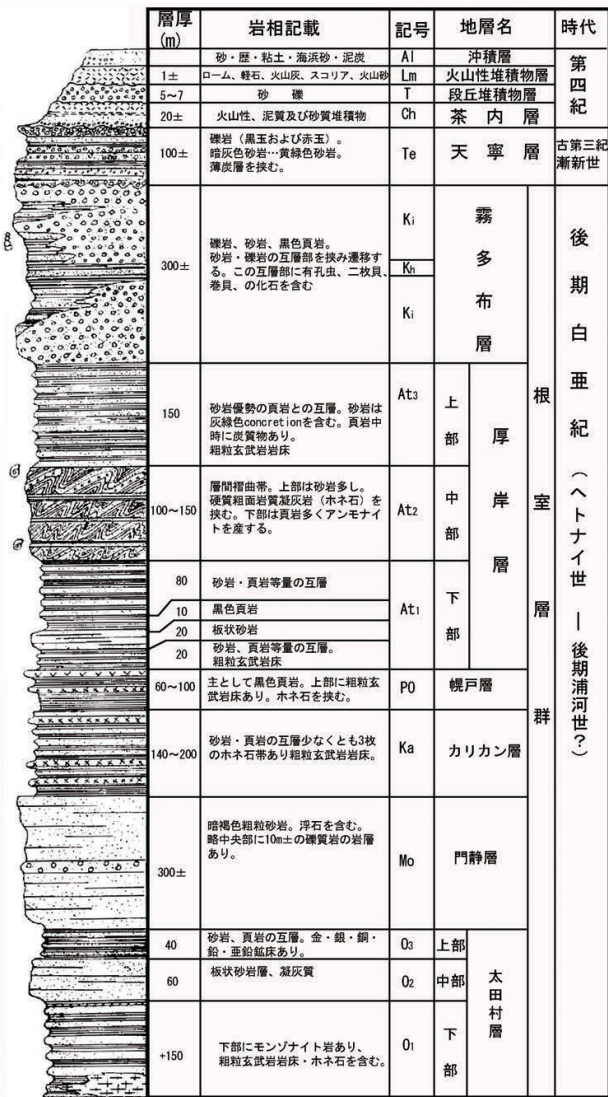 層厚(m) 岩相記載 記号 地層名 時代
砂・歴・粘土・海浜砂・泥炭 Al 沖積層 第四紀
1± ローム、軽石、火山灰、スコリア、火山砂 Lm 火山性堆積物層
5~7 砂 礫 T 段丘堆積物層
20± 火山性、泥質及び砂質堆積物 Ch 茶内層
100± 礫岩(黒玉および赤玉)。
暗灰色砂岩…黄緑色砂岩。
薄炭層を挟む。
Te 天寧層 古第三紀
漸新世
300± 礫岩、砂岩、黒色頁岩。
砂岩・礫岩の互層部を挟み遷移す
る。この互層部に有孔虫、二枚貝、
巻貝、の化石を含む
Ki
Kh
Ki
霧多布層
後期白亜紀(ヘトナイ世―後期浦河世?)
根室層群
150 砂岩優勢の頁岩との互層。砂岩は
灰緑色concretionを含む。頁岩中
時に炭質物あり。
粗粒玄武岩岩床
At3 上部 厚岸層
100~150 層間褶曲帯。上部は砂岩多し。
硬質粗面岩質凝灰岩(ホネ石)を
挟む。下部は頁岩多くアンモナイ
トを産する。
At2 中部
80 砂岩・頁岩等量の互層
10 黒色頁岩
20 板状砂岩
20 砂岩、頁岩等量の互層。
粗粒玄武岩床
At1 下部
60~100 主として黒色頁岩。上部に粗粒玄
武岩床あり。ホネ石を挟む。
PO 幌戸層
140~200 砂岩・頁岩の互層少なくとも3枚
のホネ石帯あり粗粒玄武岩岩床。
Ka カリカン層
300± 暗褐色粗粒砂岩。浮石を含む。
略中央部に10m±の礫質岩の岩層
あり。
Mo 門静層
40 砂岩、頁岩の互層。金・銀・銅・
鉛・亜鉛鉱床あり。
O3 上部 太田村層
60 板状砂岩層、凝灰質 O2 中部
+150 下部にモンゾナイト岩あり、
粗粒玄武岩岩床・ホネ石を含む。
O1 下部